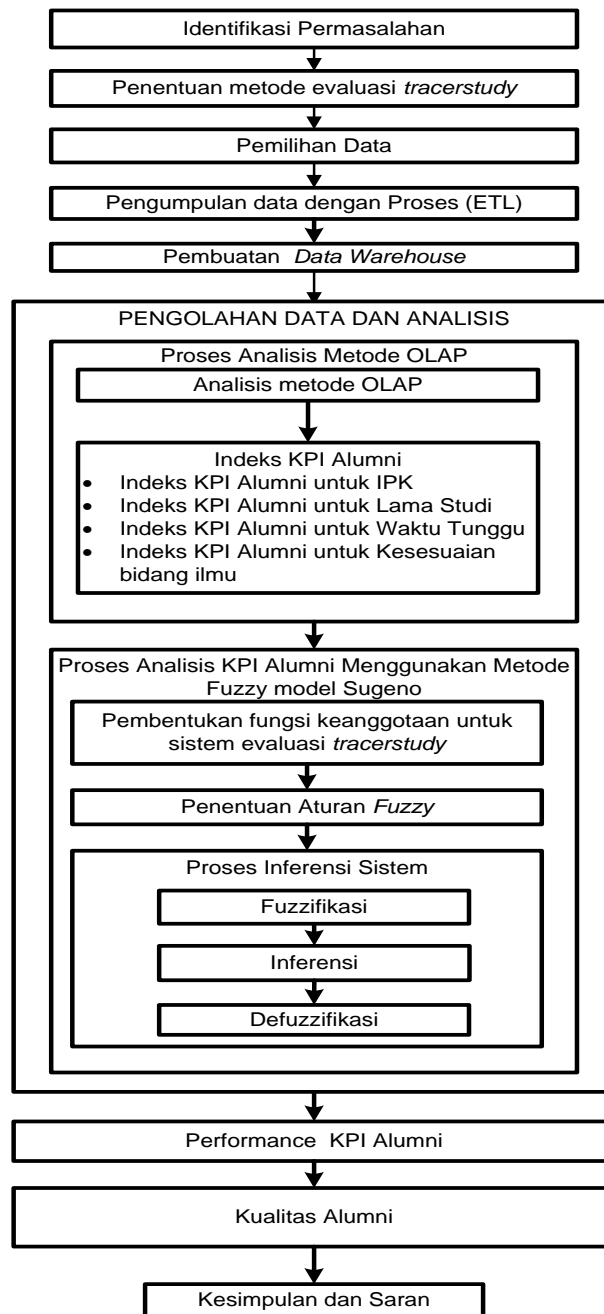 Identifikasi Permasalahan
Penentuan metode evaluasi tracerstudy
Pemilihan Data
Pengumpulan data dengan Proses (ETL)
Pembuatan Data Warehouse
PENGOLAHAN DATA DAN ANALISIS
Proses Analisis Metode OLAP
Analisis metode OLAP
Indeks KPI Alumni
• Indeks KPI Alumni untuk IPK
• Indeks KPI Alumni untuk Lama Studi
• Indeks KPI Alumni untuk Waktu Tunggu
• Indeks KPI Alumni untuk Kesesuaian
bidang ilmu
Proses Analisis KPI Alumni Menggunakan Metode
Fuzzy model Sugeno
Pembentukan fungsi keanggotaan untuk
sistem evaluasi tracerstudy
Penentuan Aturan Fuzzy
Proses Inferensi Sistem
Fuzzifikasi
Inferensi
Defuzzifikasi
Performance KPI Alumni
Kualitas Alumni
Kesimpulan dan Saran